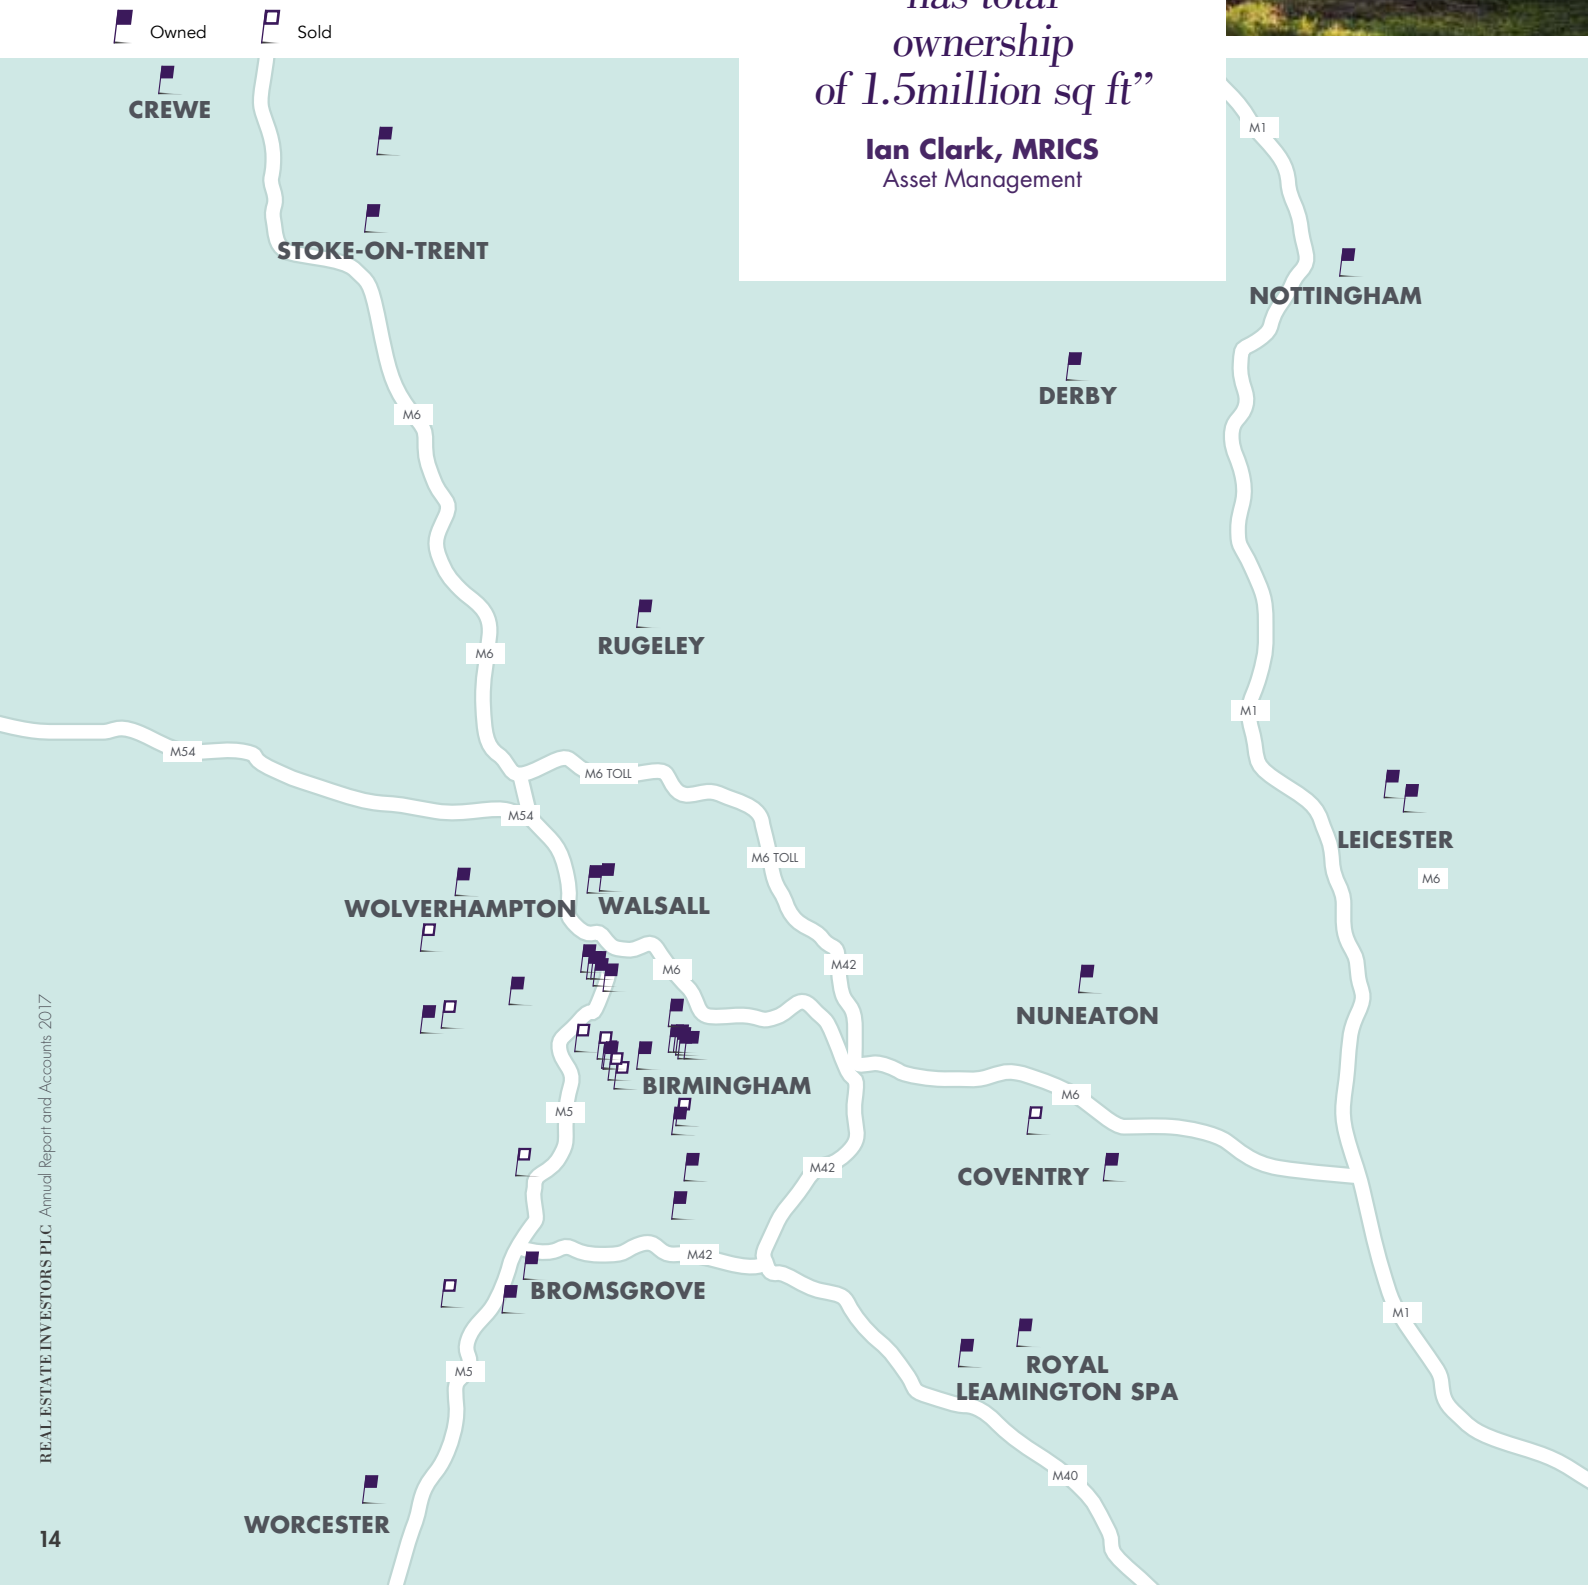 Owned
Sold
has total
ownership
of 1.5million sq ft”
Ian Clark, MRICS
Asset Management
CREWE
M1
STOKE-ON-TRENT
NOTTINGHAM
DERBY
M6
RUGELEY
M6
M1
M54
M6 TOLL
M54
LEICESTER
M6 TOLL
M6
WOLVERHAMPTON
WALSALL
M6
M42
NUNEATON
BIRMINGHAM
M6
M5
M42
COVENTRY
M42
BROMSGROVE
M1
ROYAL
LEAMINGTON SPA
M5
M40
WORCESTER
REAL ESTATE INVESTORS PLC Annual Report and Accounts 2017
14